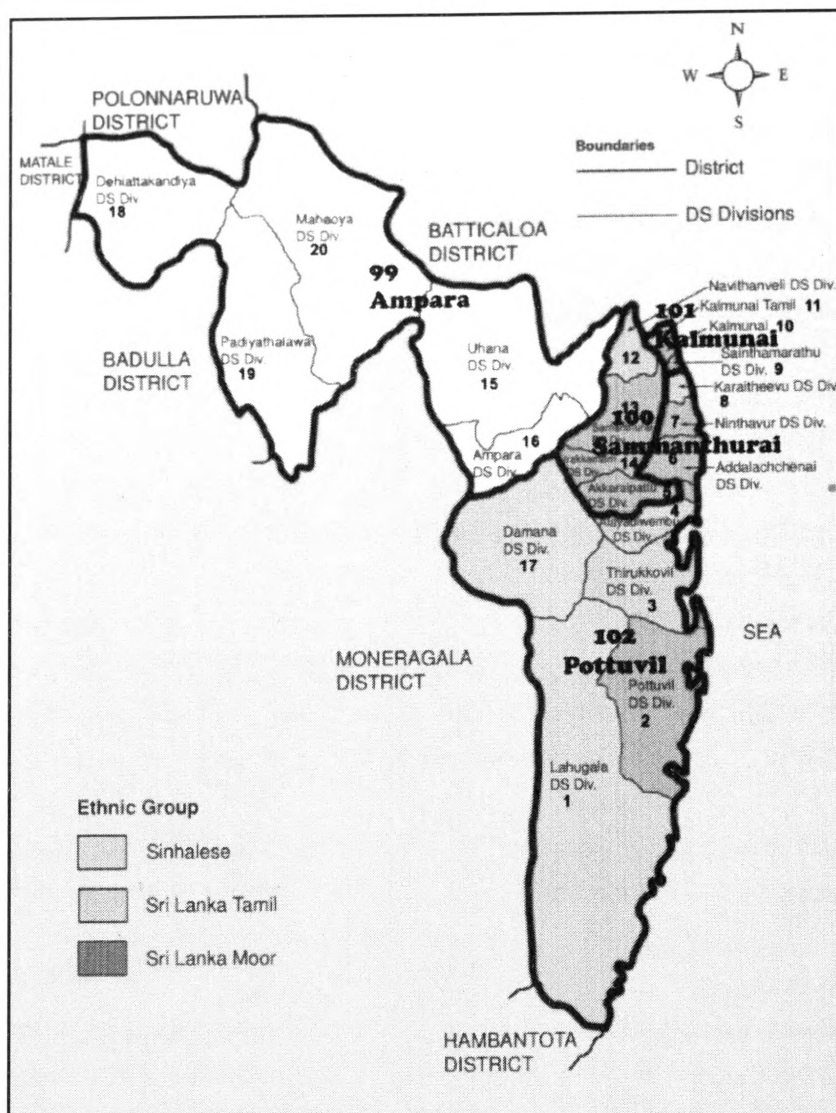 N
W E
S
POLONNARUWA
DISTRICT
MATALE
DISTRICT
Boundaries
District
DS Divisions
Dehiattakandiya
DS Div.
18
Mahaoya
DS Div.
20
BATTICALOA
DISTRICT
99
Ampara
Navithanveli DS Div.
101
Kalmunai Tamil 11
Kalmunai 10
Kalmunai
Sainthamarathu
DS Div. 9
Karaitheevu DS Div.
8
BADULLA
DISTRICT
Padiyathalawa
DS Div.
19
Uhana
DS Div.
15
12
13
100
7
Ninthavur DS Div.
Sammanthurai
16
Ampara
DS Div.
14
6
Addalachchenai
DS Div.
DS Div.
Akkaraipattu
DS Div.
5
4
Alayadiwembu
DS Div.
Damana
DS Div.
17
Thirukkovil
DS Div.
3
SEA
102
Pottuvil
MONERAGALA
DISTRICT
Pottuvil
DS Div.
2
Lahugala
DS Div.
1
Ethnic Group
Sinhalese
Sri Lanka Tamil
Sri Lanka Moor
HAMBANTOTA
DISTRICT